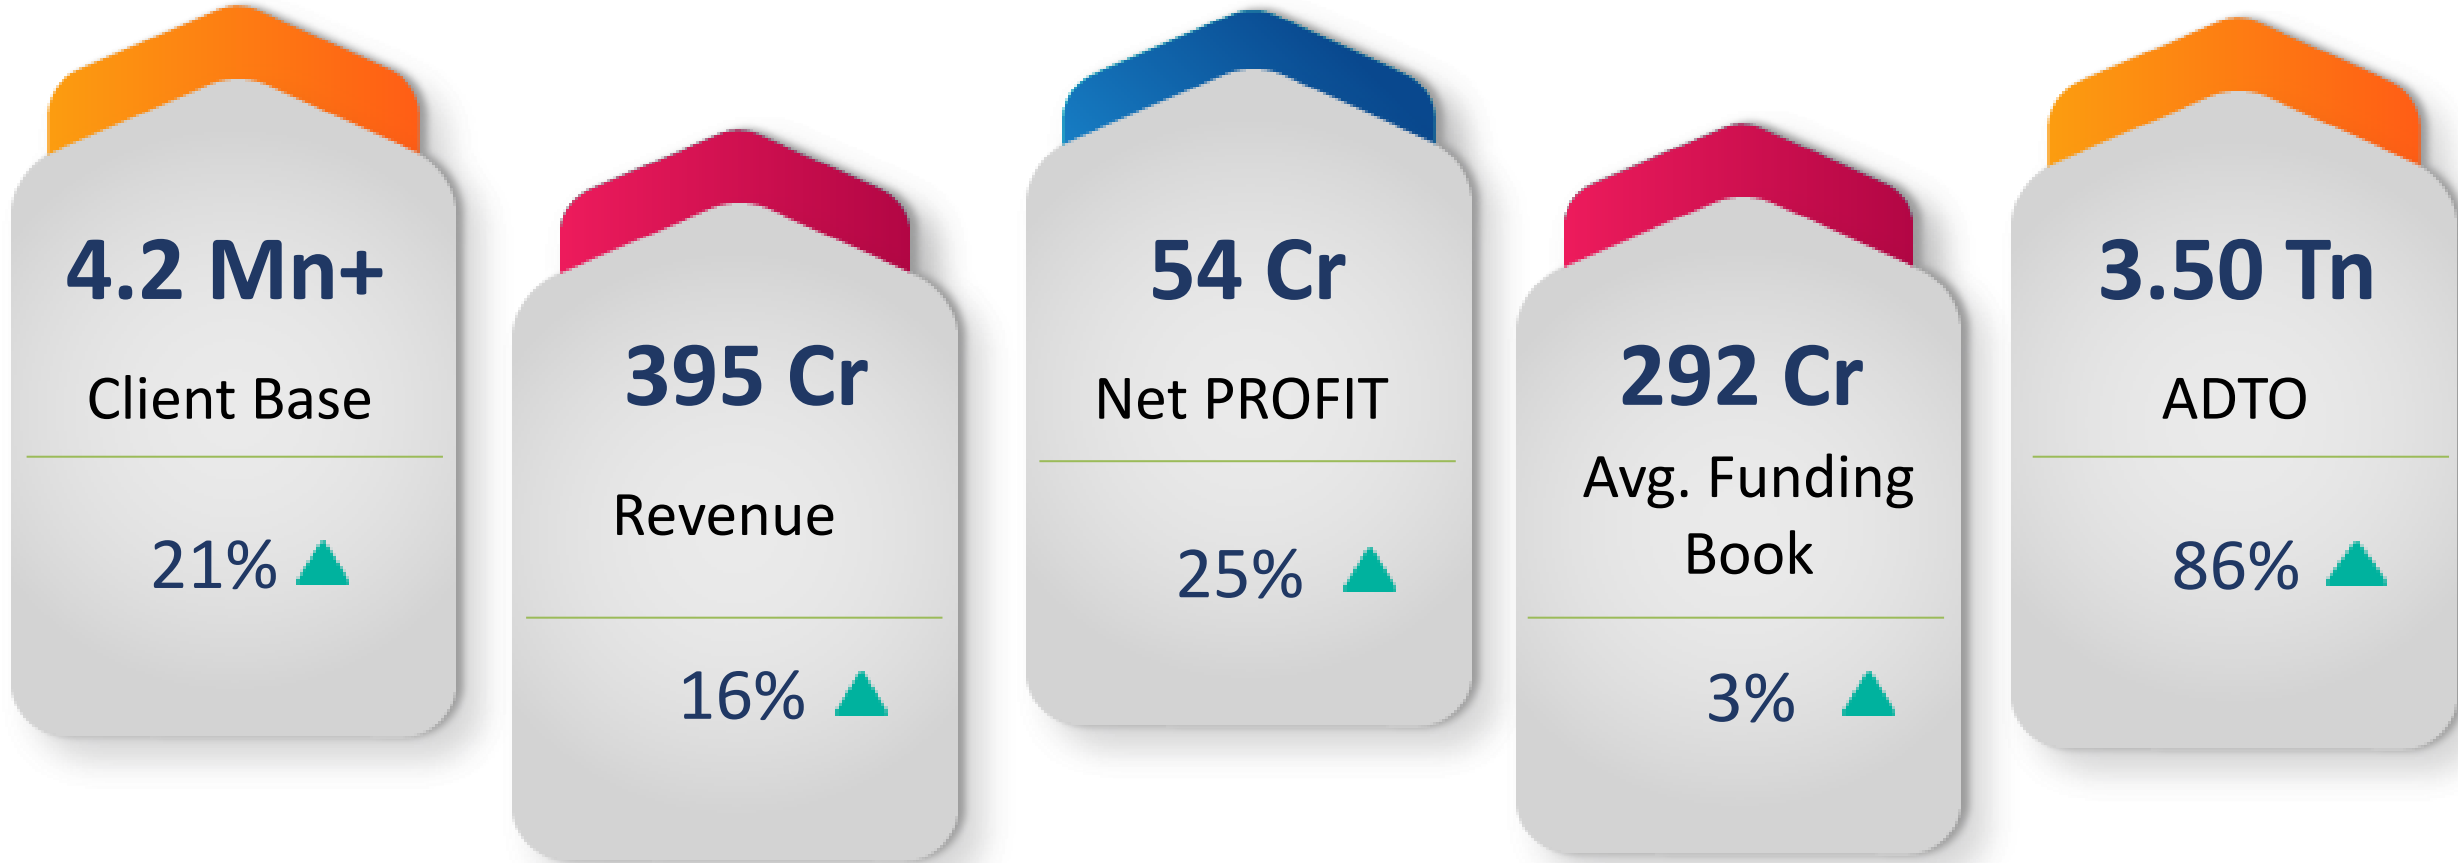 4.2 Mn+
Client Base
21%
395 Cr
Revenue
16%
54 Cr
Net PROFIT
25%
292 Cr
Avg. Funding
Book
3%
3.50 Tn
ADTO
86%